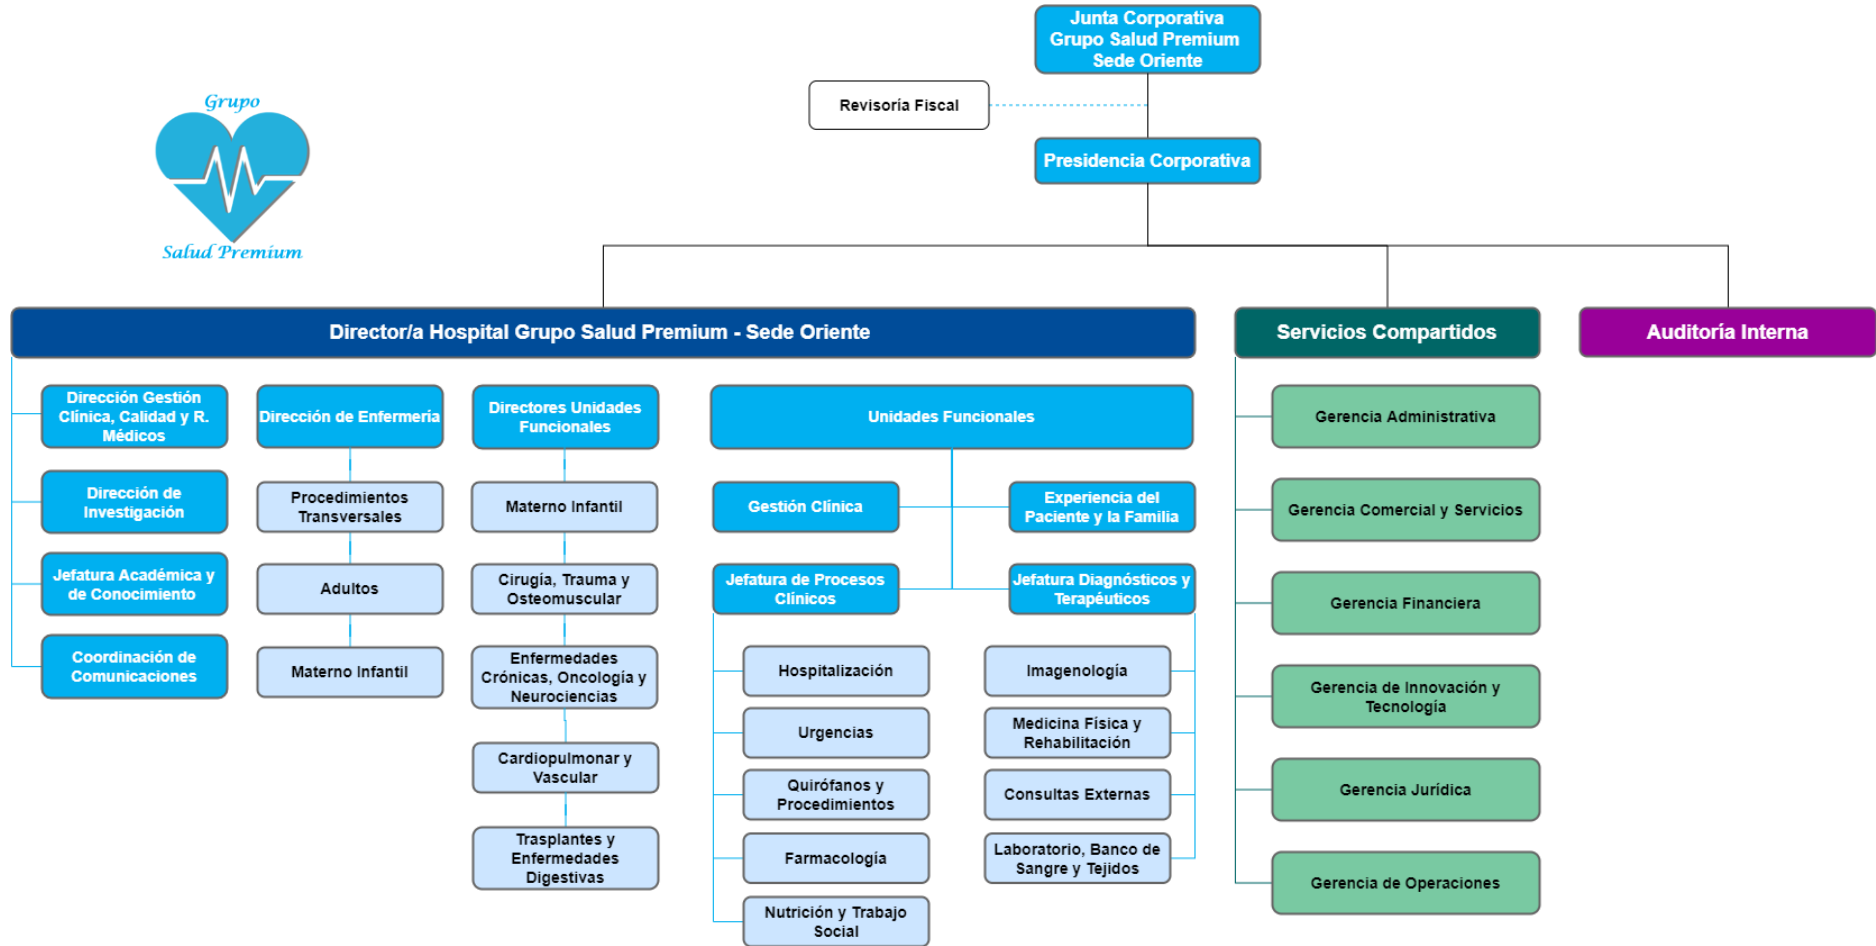 Junta Corporativa
Grupo Salud Premium
Sede Oriente
Revisoría Fiscal
Grupo
Salud Premium
Presidencia Corporativa
Director/a Hospital Grupo Salud Premium - Sede Oriente
Servicios Compartidos
Auditoría Interna
Dirección Gestión
Clínica, Calidad y R.
Médicos
Dirección de
Investigación
Jefatura Académica y
de Conocimiento
Coordinación de
Comunicaciones
Dirección de Enfermería
Procedimientos
Transversales
Adultos
Materno Infantil
Directores Unidades
Funcionales
Materno Infantil
Cirugía, Trauma y
Osteomuscular
Enfermedades
Crónicas, Oncología y
Neurociencias
Cardiopulmonar y
Vascular
Trasplantes y
Enfermedades
Digestivas
Unidades Funcionales
Gestión Clínica
Experiencia del
Paciente y la Familia
Jefatura de Procesos
Clínicos
Hospitalización
Urgencias
Quirófanos y
Procedimientos
Farmacología
Nutrición y Trabajo
Social
Jefatura Diagnósticos y
Terapéuticos
Imagenología
Medicina Física y
Rehabilitación
Consultas Externas
Laboratorio, Banco de
Sangre y Tejidos
Gerencia Administrativa
Gerencia Comercial y Servicios
Gerencia Financiera
Gerencia de Innovación y
Tecnología
Gerencia Jurídica
Gerencia de Operaciones